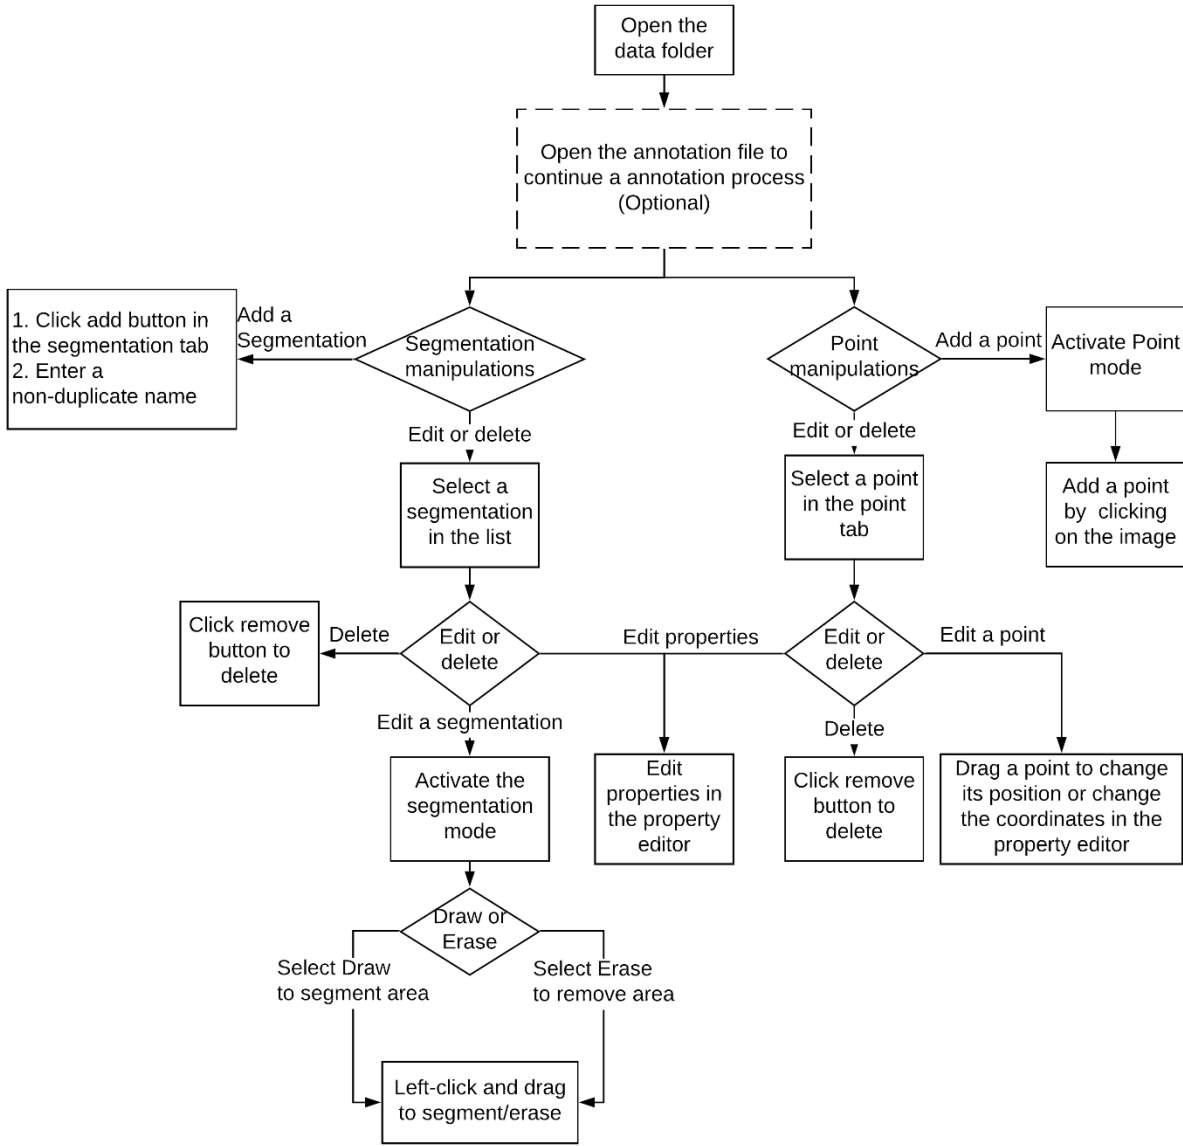 Open the
data folder
Open the annotation file to
continue a annotation process
(Optional)
1. Click add button in
the segmentation tab
2. Enter a
non-duplicate name
Add a
Segmentation
Segmentation
manipulations
Point
manipulations
Add a point
Activate Point
mode
Edit or delete
Edit or delete
Select a
segmentation
in the list
Select a point
in the point
tab
Add a point
by clicking
on the image
Click remove
button to
delete
Delete
Edit or
delete
Edit properties
Edit or
delete
Edit a point
Edit a segmentation
Delete
Activate the
segmentation
mode
Edit
properties in
the property
editor
Click remove
button to
delete
Drag a point to change
its position or change
the coordinates in the
property editor
Draw or
Erase
Select Draw
to segment area
Select Erase
to remove area
Left-click and drag
to segment/erase